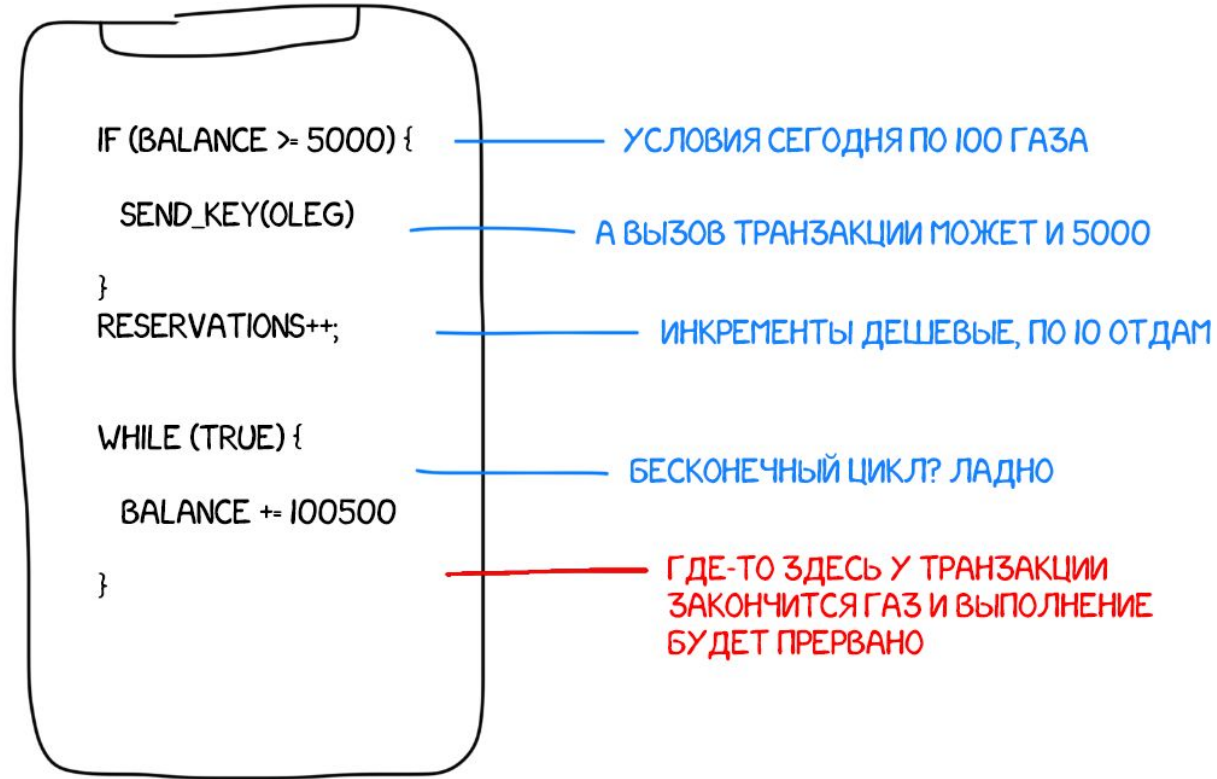 IF (BALANCE >= 5000) {
УСЛОВИЯ СЕГОДНЯ ПО 100 ГАЗА
SEND_KEY(OLEG)
А ВЫЗОВ ТРАНЗАКЦИИ МОЖЕТ И 5000
}
RESERVATIONS++;
ИНКРЕМЕНТЫ ДЕШЕВЫЕ, ПО 10 ОТДАМ
WHILE (TRUE) {
БЕСКОНЕЧНЫЙ ЦИКЛ? ЛАДНО
BALANCE += 100500
}
ГДЕ-ТО ЗДЕСЬ У ТРАНЗАКЦИИ
ЗАКОНЧИТСЯ ГАЗ И ВЫПОЛНЕНИЕ
БУДЕТ ПРЕРВАНО